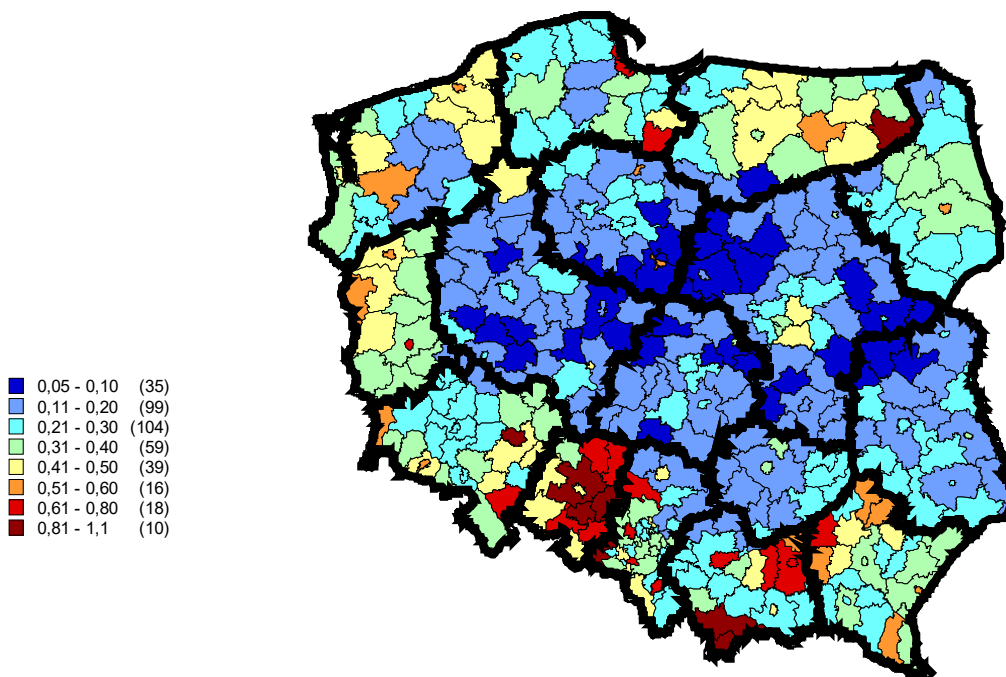 0,05 - 0,10 (35)
0,11 - 0,20 (99)
0,21 - 0,30 (104)
0,31 - 0,40 (59)
0,41 - 0,50 (39)
0,51 - 0,60 (16)
0,61 - 0,80 (18)
0,81 - 1,1 (10)